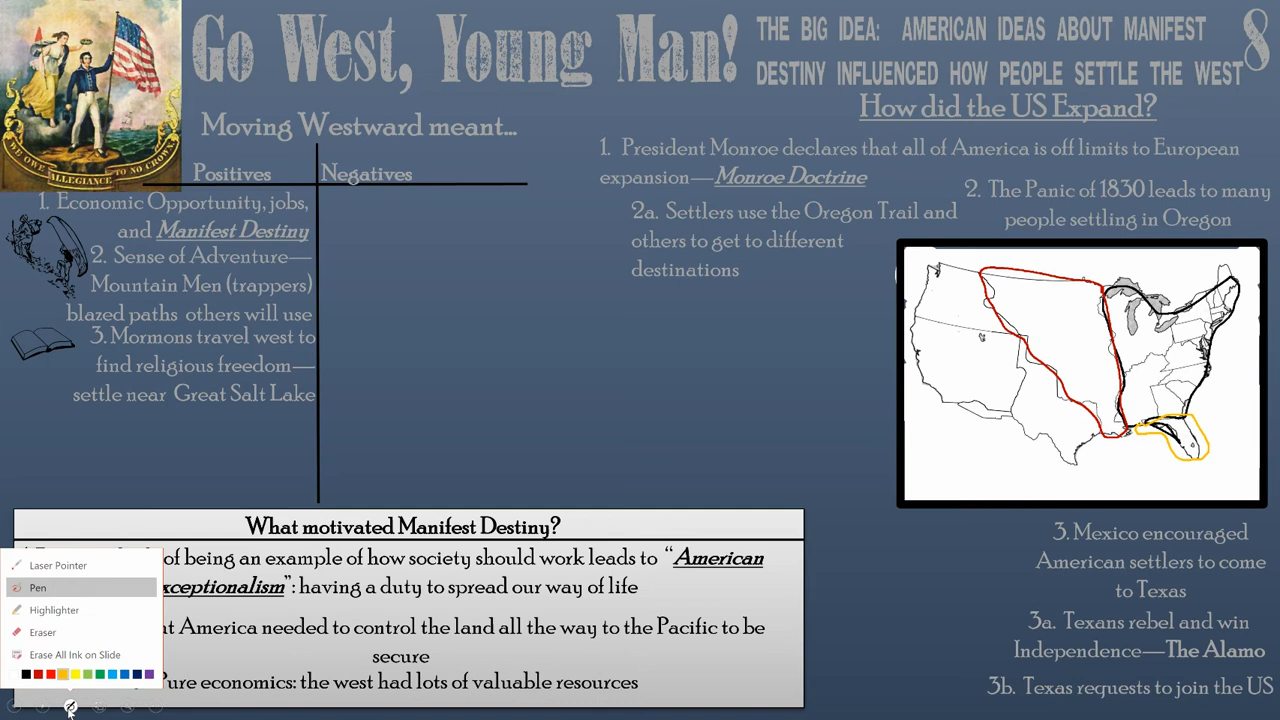 Go West, Young Man!
THE BIG IDEA: AMERICAN IDEAS ABOUT MANIFEST
DESTINY INFLUENCED HOW PEOPLE SETTLE THE WEST
8
WE OWE ALLEGIANCE TO NO CROWN
Moving Westward meant...
Positives
Negatives
1. Economic Opportunity, jobs,
and Manifest Destiny
2. Sense of Adventure—
Mountain Men (trappers)
blazed paths others will use
3. Mormons travel west to
find religious freedom—
settle near Great Salt Lake
How did the US Expand?
1. President Monroe declares that all of America is off limits to European
expansion—Monroe Doctrine
2. The Panic of 1830 leads to many
people settling in Oregon
2a. Settlers use the Oregon Trail and
others to get to different
destinations
3. Mexico encouraged
American settlers to come
to Texas
3a. Texans rebel and win
Independence—The Alamo
3b. Texas requests to join the US
What motivated Manifest Destiny?
of being an example of how society should work leads to “American
xceptionalism”: having a duty to spread our way of life
at America needed to control the land all the way to the Pacific to be
secure
Pure economics: the west had lots of valuable resources
Laser Pointer
Pen
Highlighter
Eraser
Erase All Ink on Slide